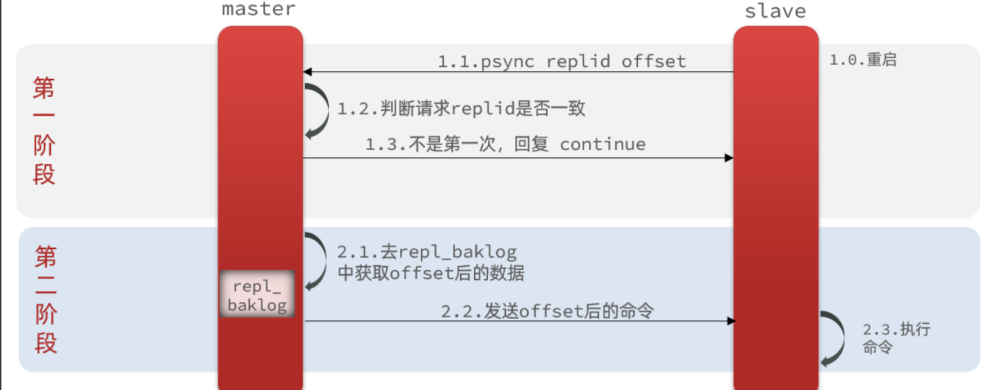 master
slave
第一阶段
1.0.重启
1.1.psync replid offset
1.2.判断请求replid是否一致
1.3.不是第一次，回复 continue
第二阶段
2.1.去repl_baklog
中获取offset后的数据
repl_
baklog
2.2.发送offset后的命令
2.3.执行
命令